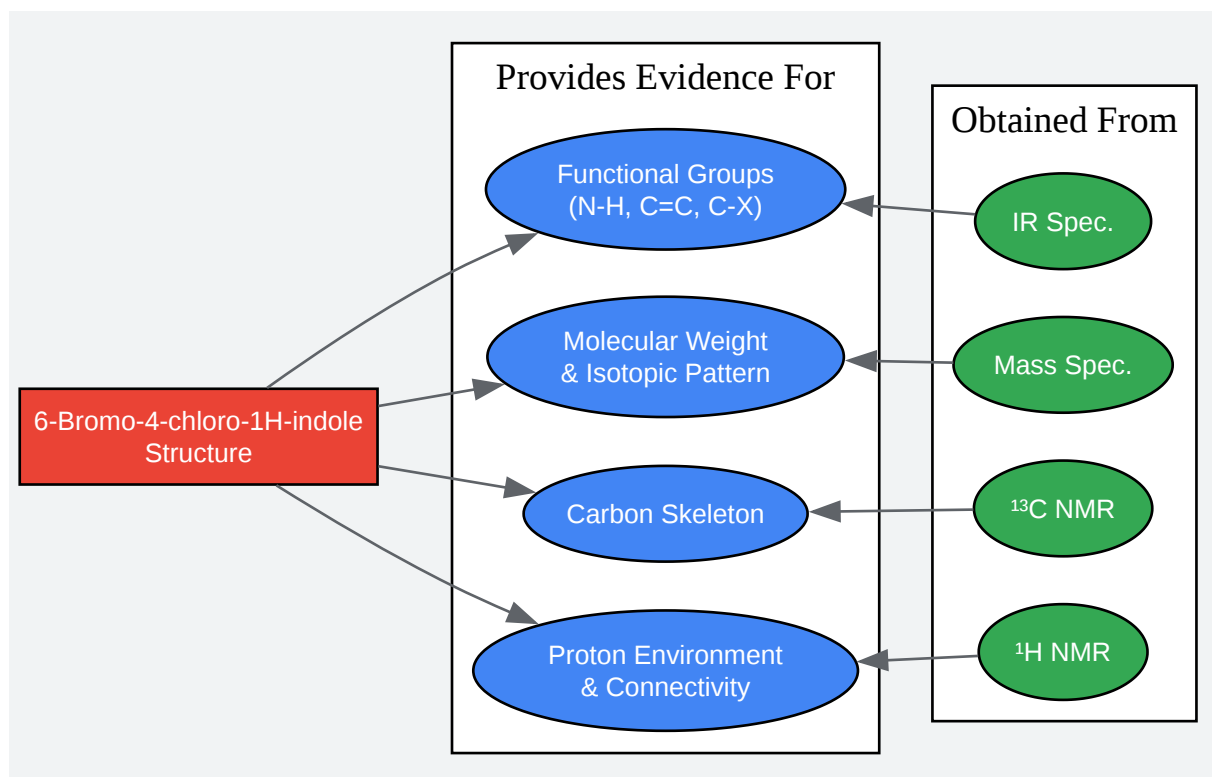 Provides Evidence For
Obtained From
Functional Groups
(N-H, C=C, C-X)
IR Spec.
Molecular Weight
& Isotopic Pattern
Mass Spec.
6-Bromo-4-chloro-1H-indole
Structure
Carbon Skeleton
¹³C NMR
Proton Environment
& Connectivity
¹H NMR